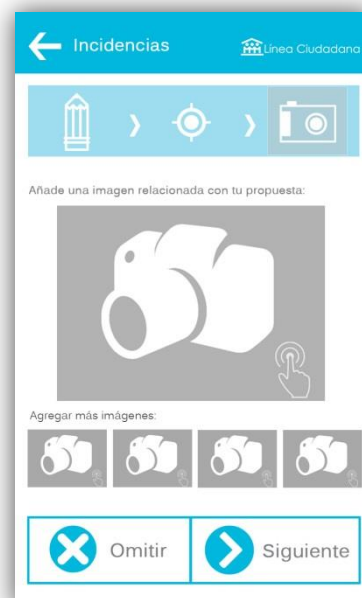 Incidencias
Línea Ciudadana
Añade una imagen relacionada con tu propuesta:
Agregar más imágenes:
Omitir
Siguiente